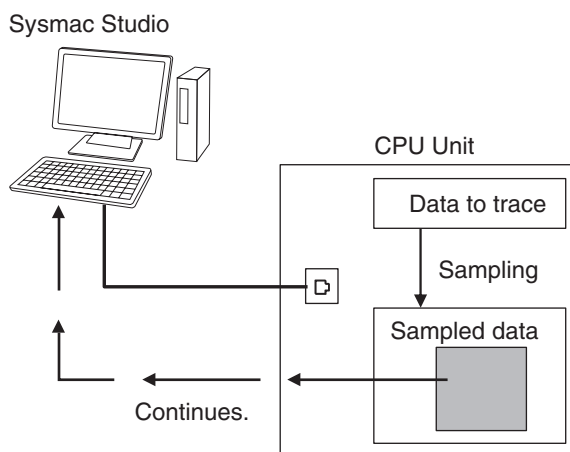 Sysmac Studio
CPU Unit
Data to trace
Sampling
Sampled data
Continues.